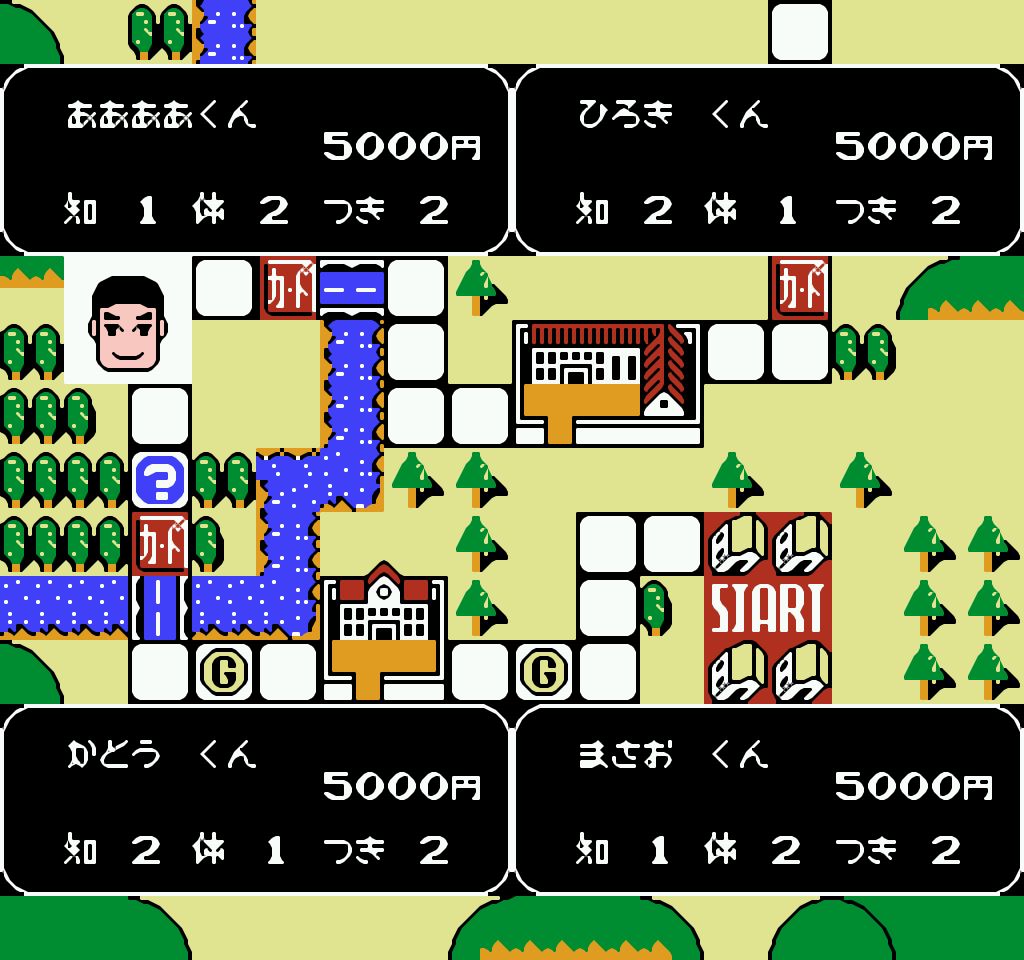 ああああくん
5000円
知 1 体 2 つき 2
ひろき くん
5000円
知 2 体 1 つき 2
カード
カード
?
カード
START
G
G
かとう くん
5000円
知 2 体 1 つき 2
まさお くん
5000円
知 1 体 2 つき 2